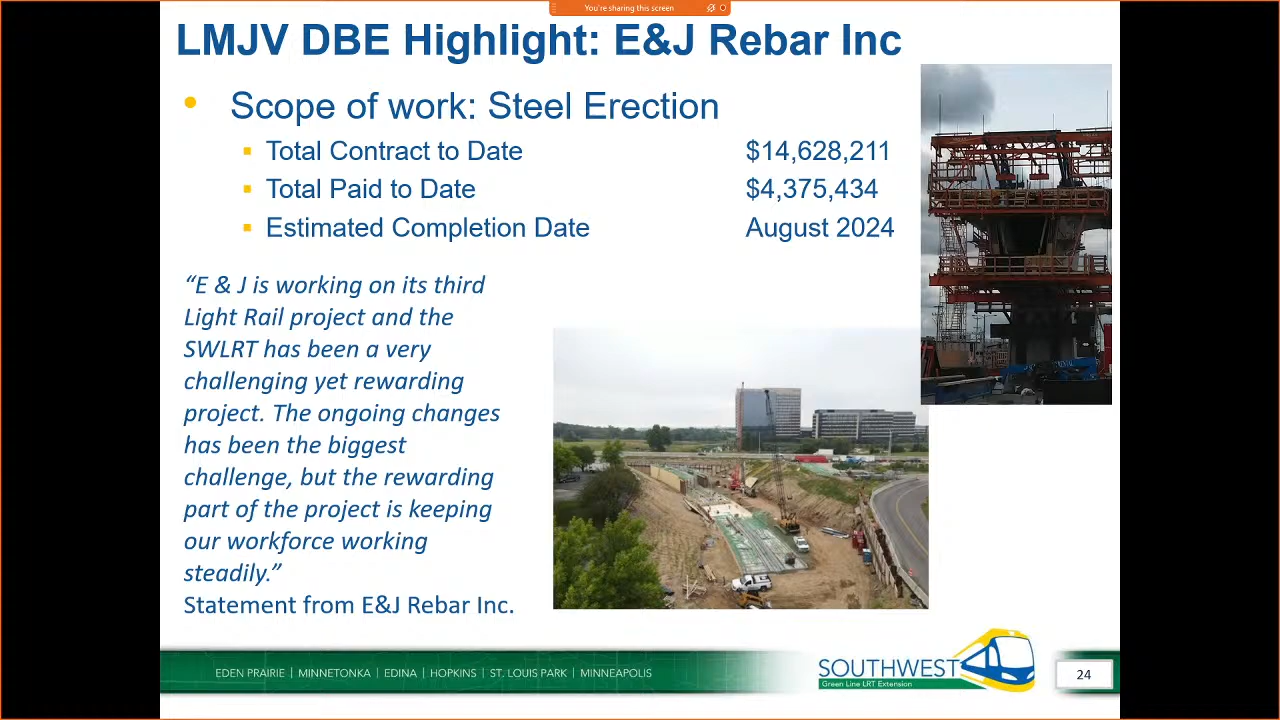 You're sharing this screen
LMJV DBE Highlight: E&J Rebar Inc
• Scope of work: Steel Erection
▪ Total Contract to Date $14,628,211
▪ Total Paid to Date $4,375,434
▪ Estimated Completion Date August 2024
“E & J is working on its third
Light Rail project and the
SWLRT has been a very
challenging yet rewarding
project. The ongoing changes
has been the biggest
challenge, but the rewarding
part of the project is keeping
our workforce working
steadily.”
Statement from E&J Rebar Inc.
EDEN PRAIRIE | MINNETONKA | EDINA | HOPKINS | ST. LOUIS PARK | MINNEAPOLIS
SOUTHWEST
Green Line LRT Extension
24